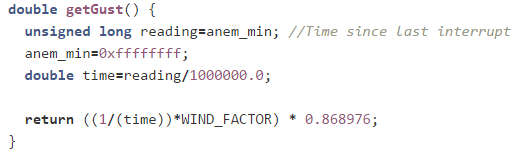 double getGust() {
  unsigned long reading=anem_min; //Time since last interrupt
  anem_min=0xffffffff;
  double time=reading/1000000.0;

  return ((1/(time))*WIND_FACTOR) * 0.868976;
}